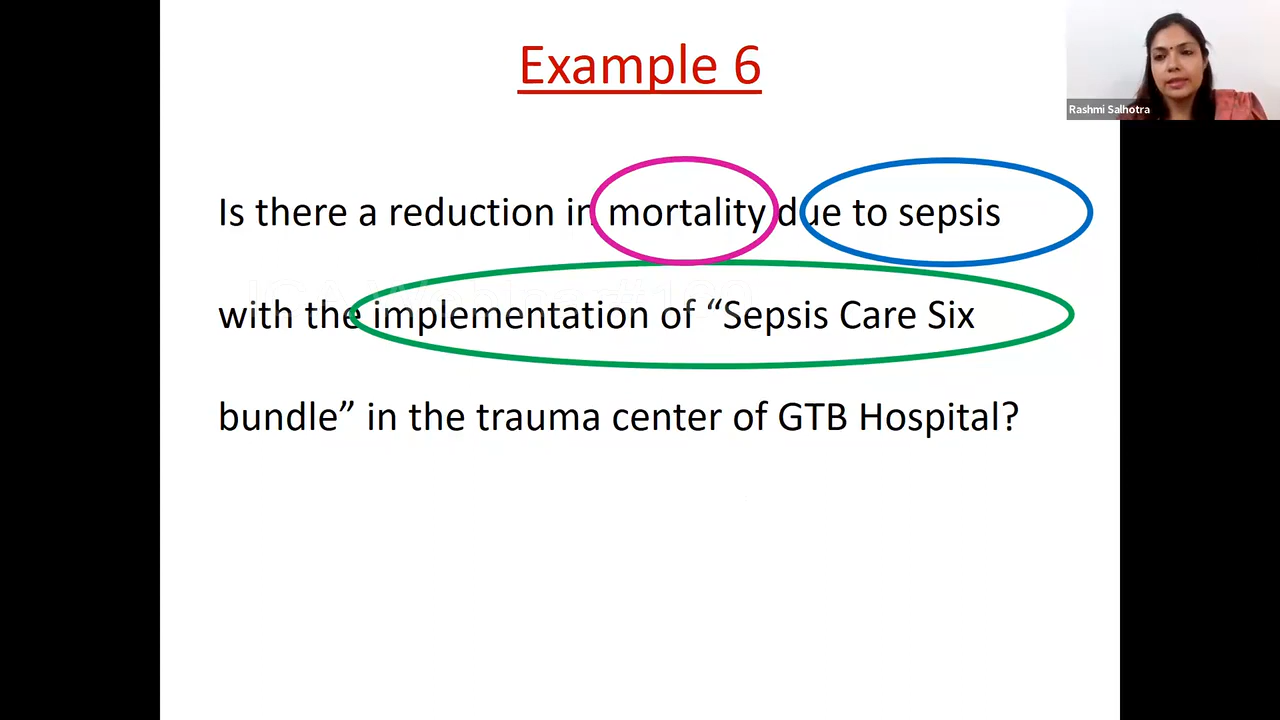 Example 6
Rashmi Salhotra
Is there a reduction in mortality due to sepsis
with the implementation of “Sepsis Care Six
bundle” in the trauma center of GTB Hospital?